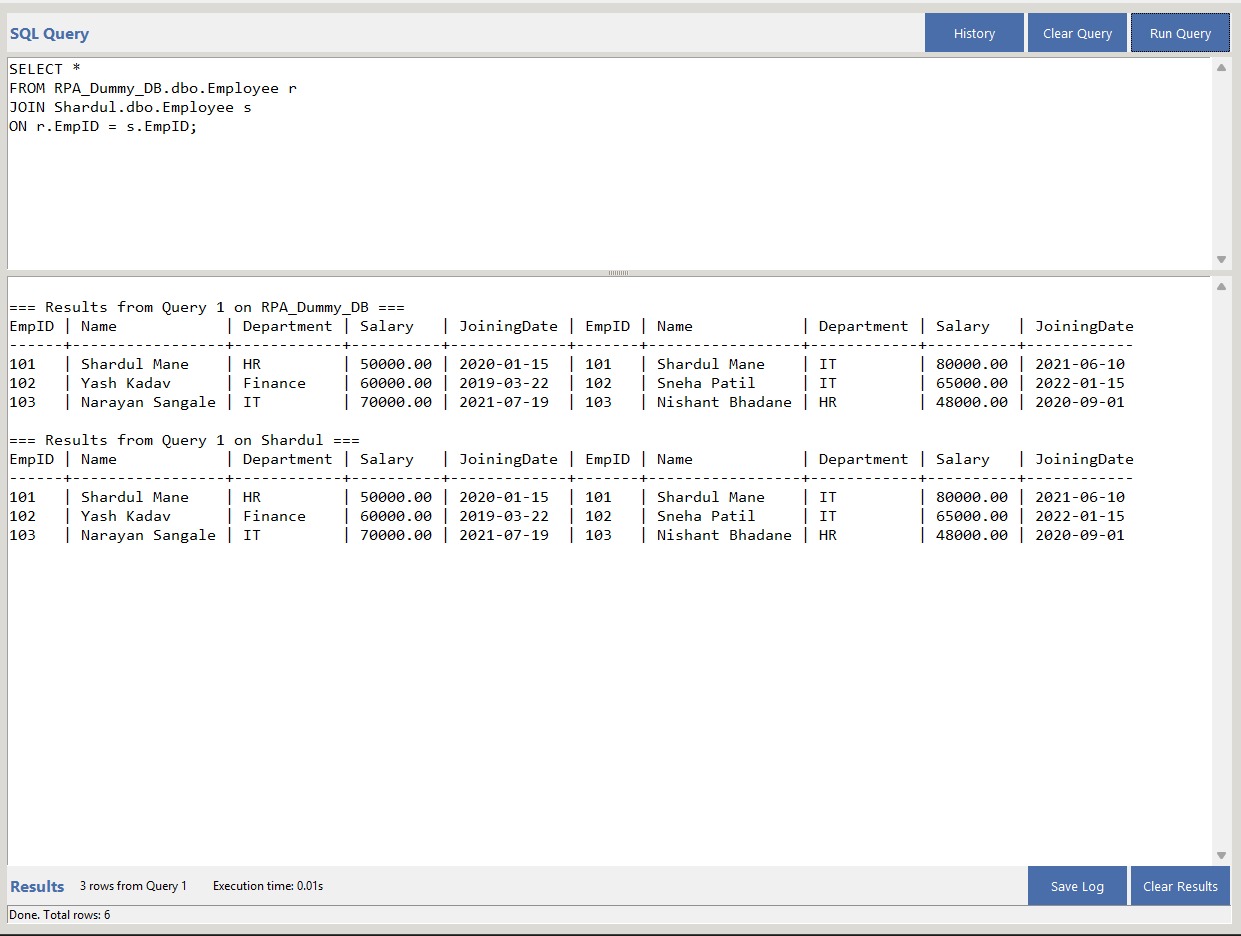 SQL Query
History
Clear Query
Run Query
SELECT *
FROM RPA_Dummy_DB.dbo.Employee r
JOIN Shardul.dbo.Employee s
ON r.EmpID = s.EmpID;
=== Results from Query 1 on RPA_Dummy_DB ===
EmpID | Name            | Department | Salary   | JoiningDate | EmpID | Name            | Department | Salary   | JoiningDate
------+-----------------+------------+----------+-------------+-------+-----------------+------------+----------+------------
101   | Shardul Mane    | HR         | 50000.00 | 2020-01-15  | 101   | Shardul Mane    | IT         | 80000.00 | 2021-06-10
102   | Yash Kadav      | Finance    | 60000.00 | 2019-03-22  | 102   | Sneha Patil     | IT         | 65000.00 | 2022-01-15
103   | Narayan Sangale | IT         | 70000.00 | 2021-07-19  | 103   | Nishant Bhadane | HR         | 48000.00 | 2020-09-01
=== Results from Query 1 on Shardul ===
EmpID | Name            | Department | Salary   | JoiningDate | EmpID | Name            | Department | Salary   | JoiningDate
------+-----------------+------------+----------+-------------+-------+-----------------+------------+----------+------------
101   | Shardul Mane    | HR         | 50000.00 | 2020-01-15  | 101   | Shardul Mane    | IT         | 80000.00 | 2021-06-10
102   | Yash Kadav      | Finance    | 60000.00 | 2019-03-22  | 102   | Sneha Patil     | IT         | 65000.00 | 2022-01-15
103   | Narayan Sangale | IT         | 70000.00 | 2021-07-19  | 103   | Nishant Bhadane | HR         | 48000.00 | 2020-09-01
Results
3 rows from Query 1
Execution time: 0.01s
Save Log
Clear Results
Done. Total rows: 6